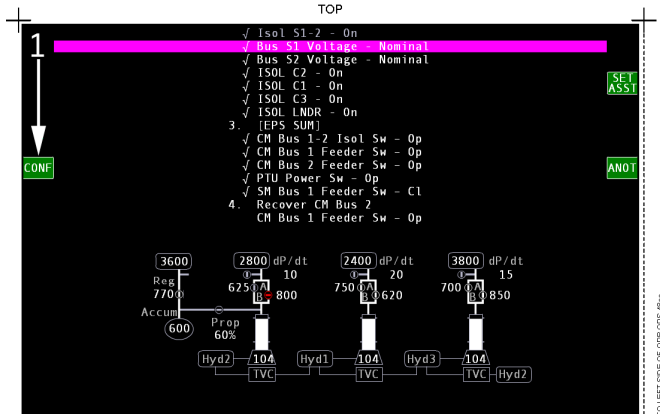 TOP
1
√ Isol S1-2 - On
√ Bus S1 Voltage - Nominal
√ Bus S2 Voltage - Nominal
√ ISOL C2 - On
√ ISOL C1 - On
√ ISOL C3 - On
√ ISOL LNDR - On
3. [EPS SUM]
√ CM Bus 1-2 Isol Sw - Op
√ CM Bus 1 Feeder Sw - Op
√ CM Bus 2 Feeder Sw - Op
√ PTU Power Sw - Op
√ SM Bus 1 Feeder Sw - Cl
4. Recover CM Bus 2
CM Bus 1 Feeder Sw - Op
SET
ASST
CONF
ANOT
3600
2800 dP/dt
2400 dP/dt
3800 dP/dt
10
20
15
Reg
770
625 A
B 800
750 A
B 620
700 A
B 850
Accum
600
Prop
60%
Hyd2 104
Hyd1 104
Hyd3 104
TVC
TVC
TVC Hyd2